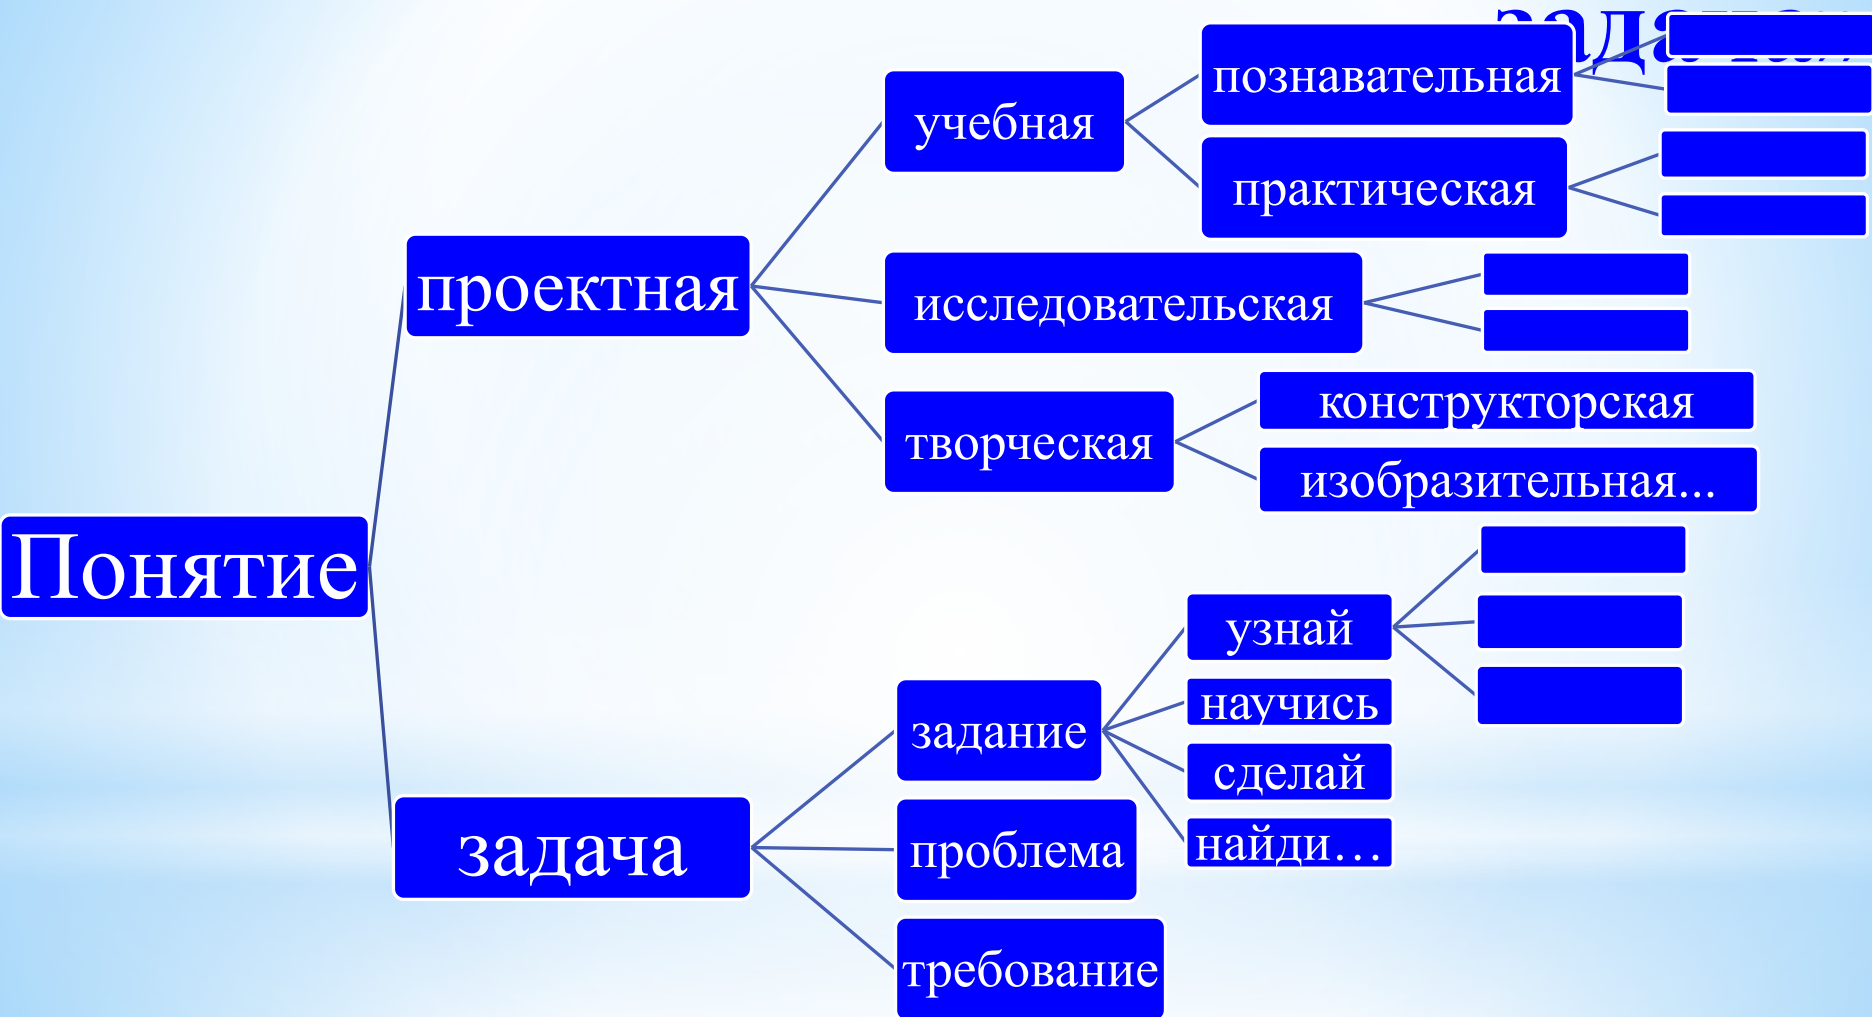 познавательная
учебная
практическая
проектная
исследовательская
конструкторская
творческая
изобразительная...
Понятие
узнай
научись
задание
сделай
задача
проблема
найди…
требование